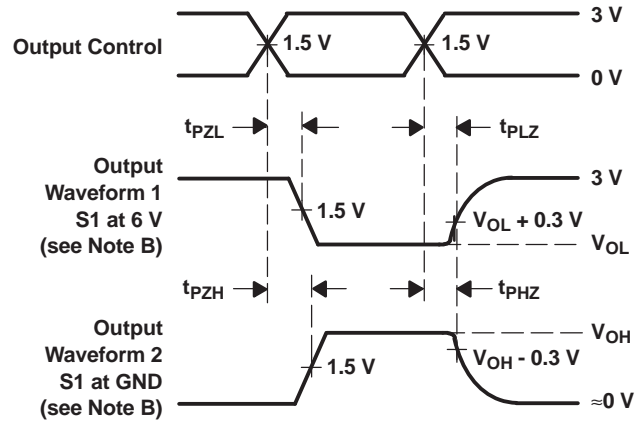 3 V
Output Control
1.5 V
1.5 V
0 V
tPZL
tPLZ
Output
Waveform 1
S1 at 6 V
(see Note B)
3 V
1.5 V
VOL + 0.3 V
VOL
tPZH
tPHZ
Output
Waveform 2
S1 at GND
(see Note B)
VOH
1.5 V
VOH - 0.3 V
≈0 V